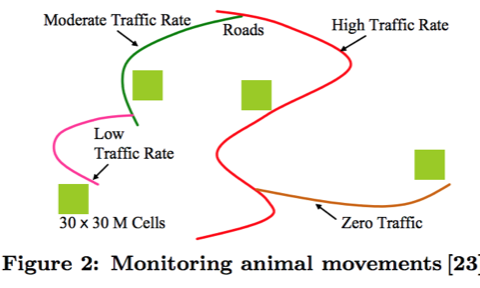 Moderate Traffic Rate
Roads
High Traffic Rate
Low
Traffic Rate
30 x 30 M Cells
Zero Traffic
Figure 2: Monitoring animal movements [23]